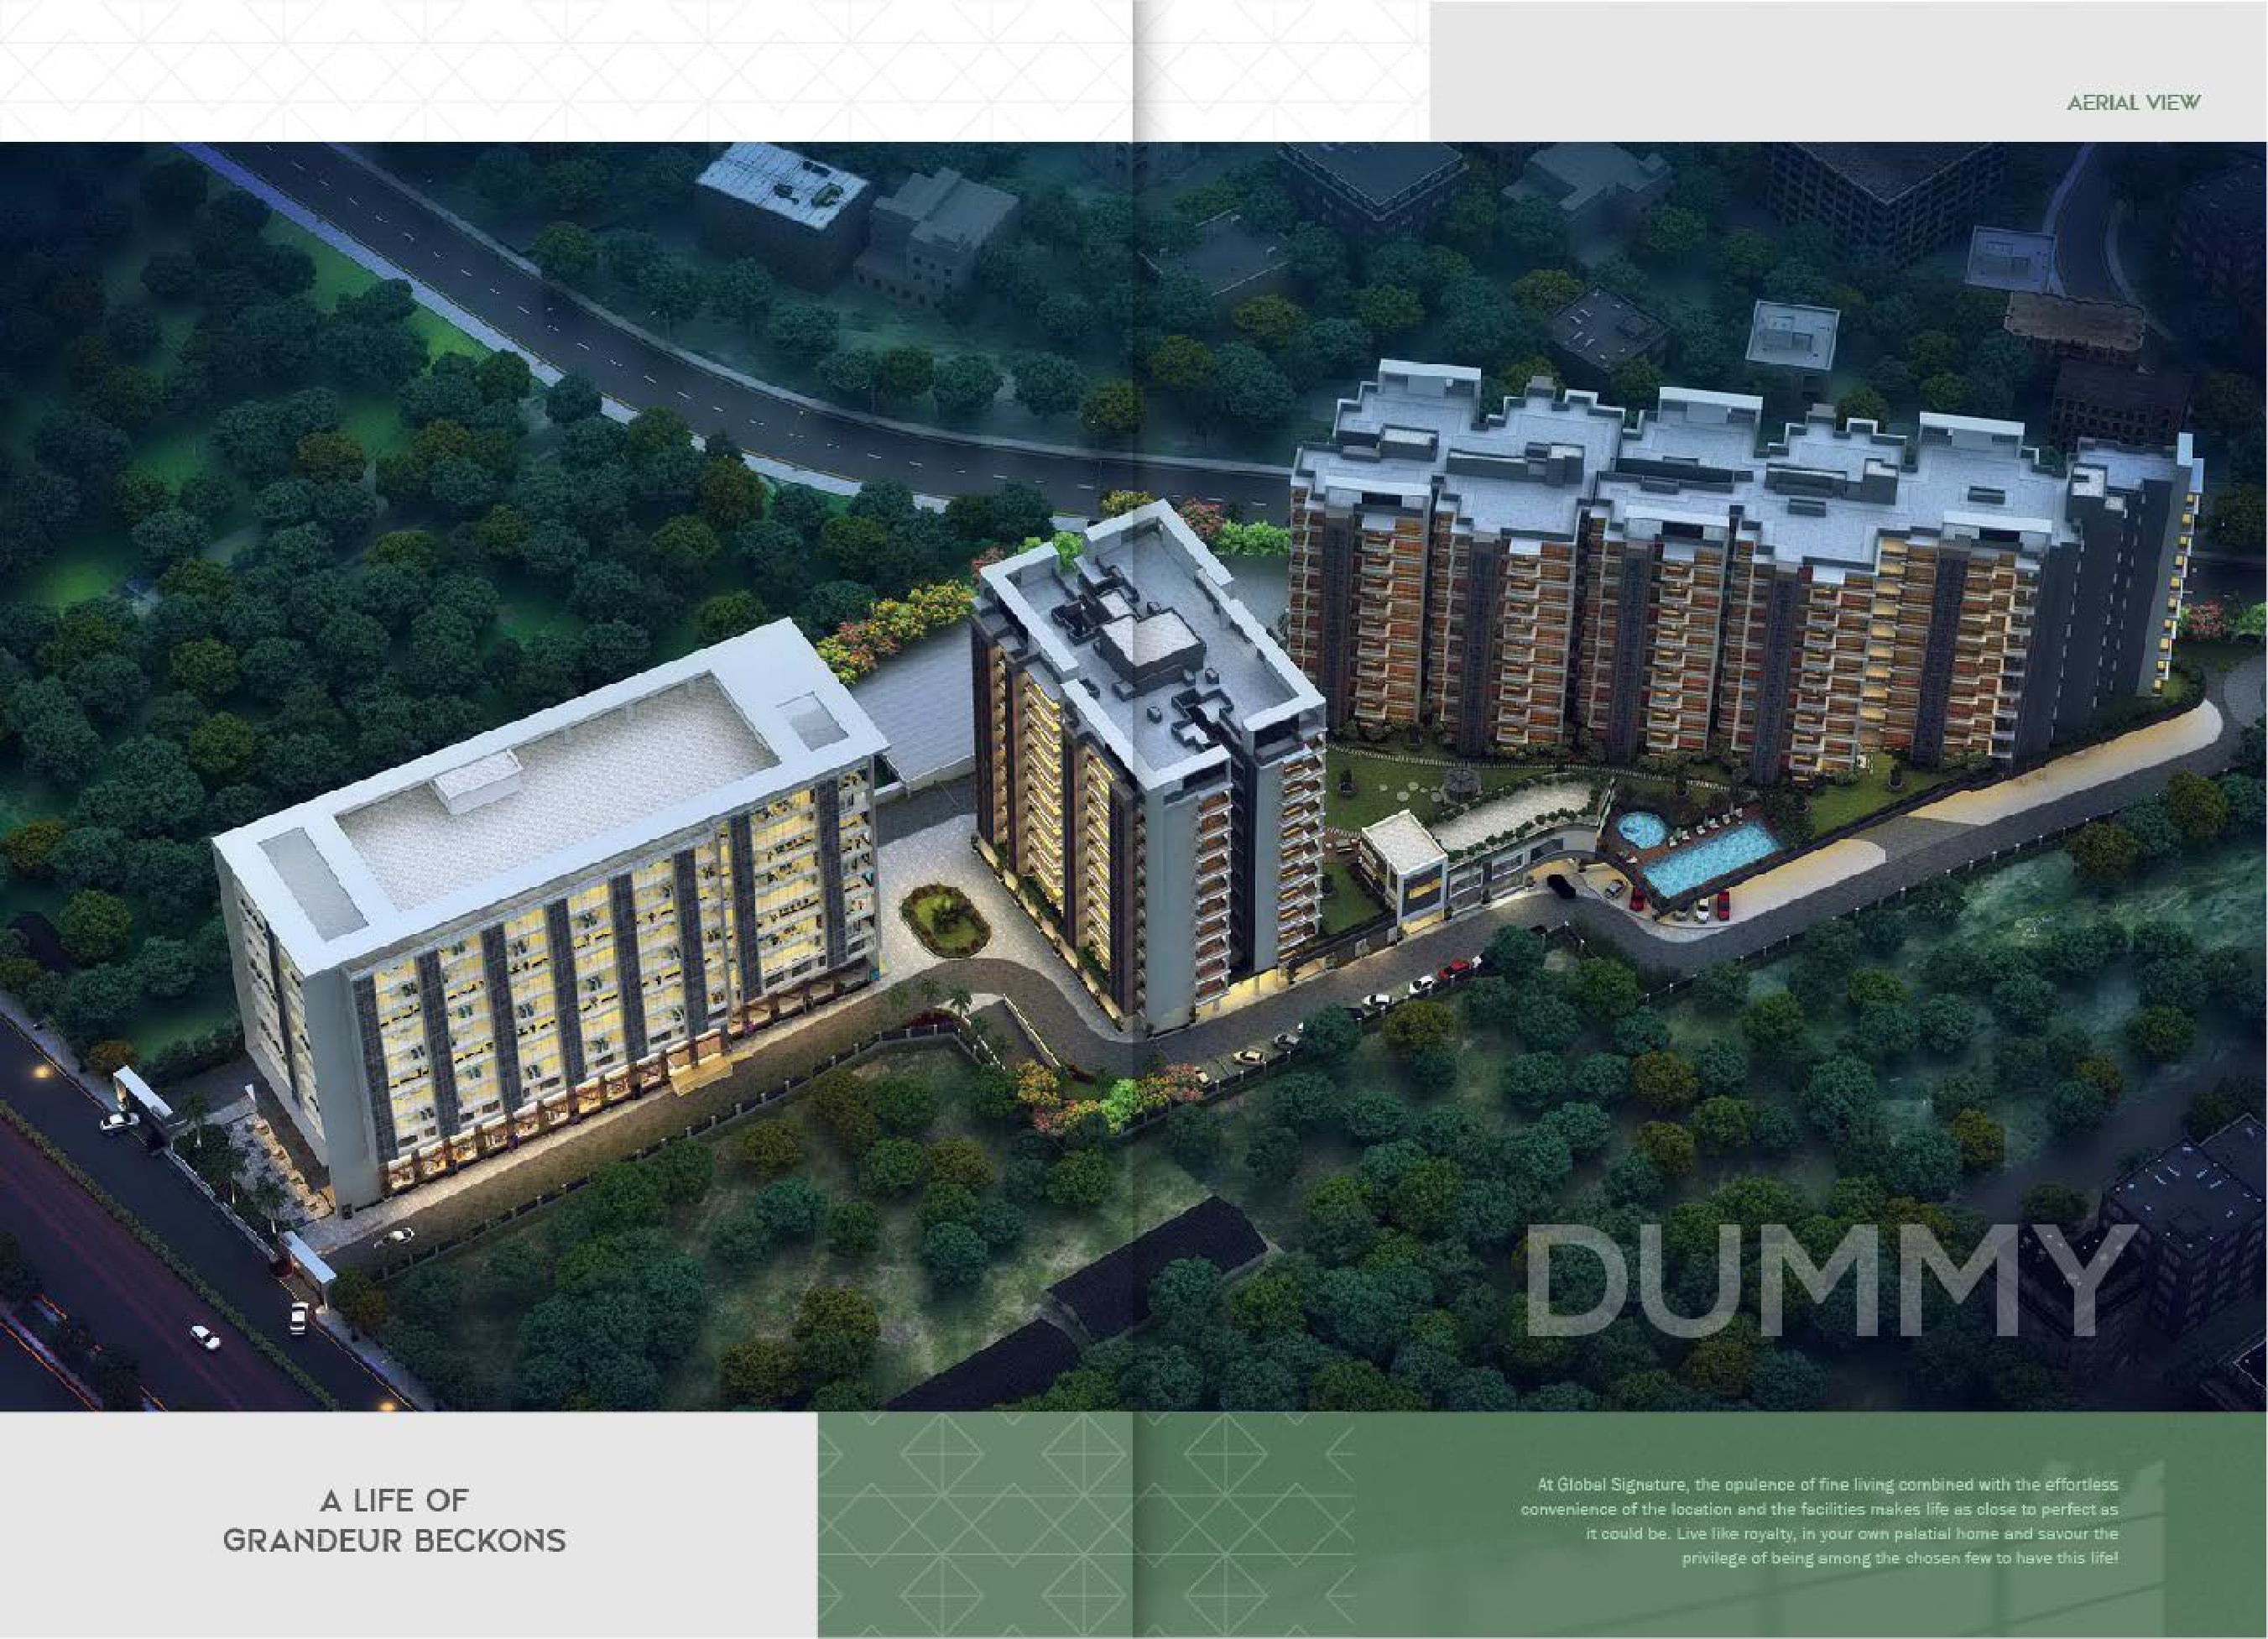 AERIAL VIEW
DUMMY
A LIFE OF
GRANDEUR BECKONS
At Global Signature, the opulence of fine living combined with the effortless
convenience of the location and the facilities makes life as close to perfect as
it could be. Live like royalty, in your own palatial home and savour the
privilege of being among the chosen few to have this life!